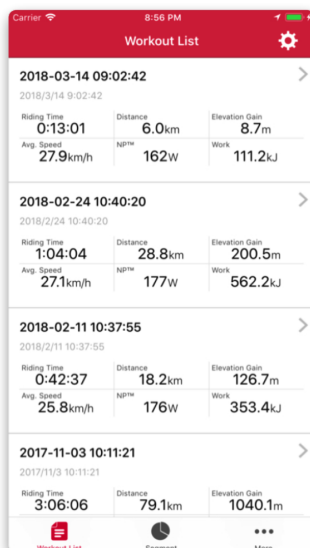 Carrier 8:56 PM
Workout List
2018-03-14 09:02:42
2018/3/14 9:02:42
Riding Time Distance Elevation Gain
0:13:01 6.0km 8.7m
Avg. Speed NP™ Work
27.9km/h 162W 111.2kJ
2018-02-24 10:40:20
2018/2/24 10:40:20
Riding Time Distance Elevation Gain
1:04:04 28.8km 200.5m
Avg. Speed NP™ Work
27.1km/h 177W 562.2kJ
2018-02-11 10:37:55
2018/2/11 10:37:55
Riding Time Distance Elevation Gain
0:42:37 18.2km 126.7m
Avg. Speed NP™ Work
25.8km/h 176W 353.4kJ
2017-11-03 10:11:21
2017/11/3 10:11:21
Riding Time Distance Elevation Gain
3:06:06 79.1km 1040.1m
Workout List Segment More